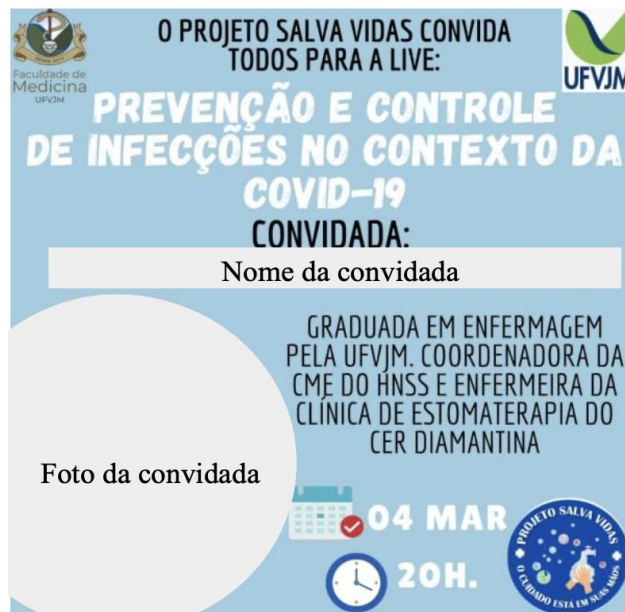 Faculdade de
Medicina
UFVJM
O PROJETO SALVA VIDAS CONVIDA
TODOS PARA A LIVE:
UFVJM
PREVENÇÃO E CONTROLE
DE INFECÇÕES NO CONTEXTO DA
COVID-19
CONVIDADA:
Nome da convidada
GRADUADA EM ENFERMAGEM
PELA UFVJM. COORDENADORA DA
CME DO HNSS E ENFERMEIRA DA
CLÍNICA DE ESTOMATERAPIA DO
CER DIAMANTINA
Foto da convidada
04 MAR
20H.
PROJETO SALVA VIDAS
O CUIDADO ESTÁ EM SUAS MÃOS